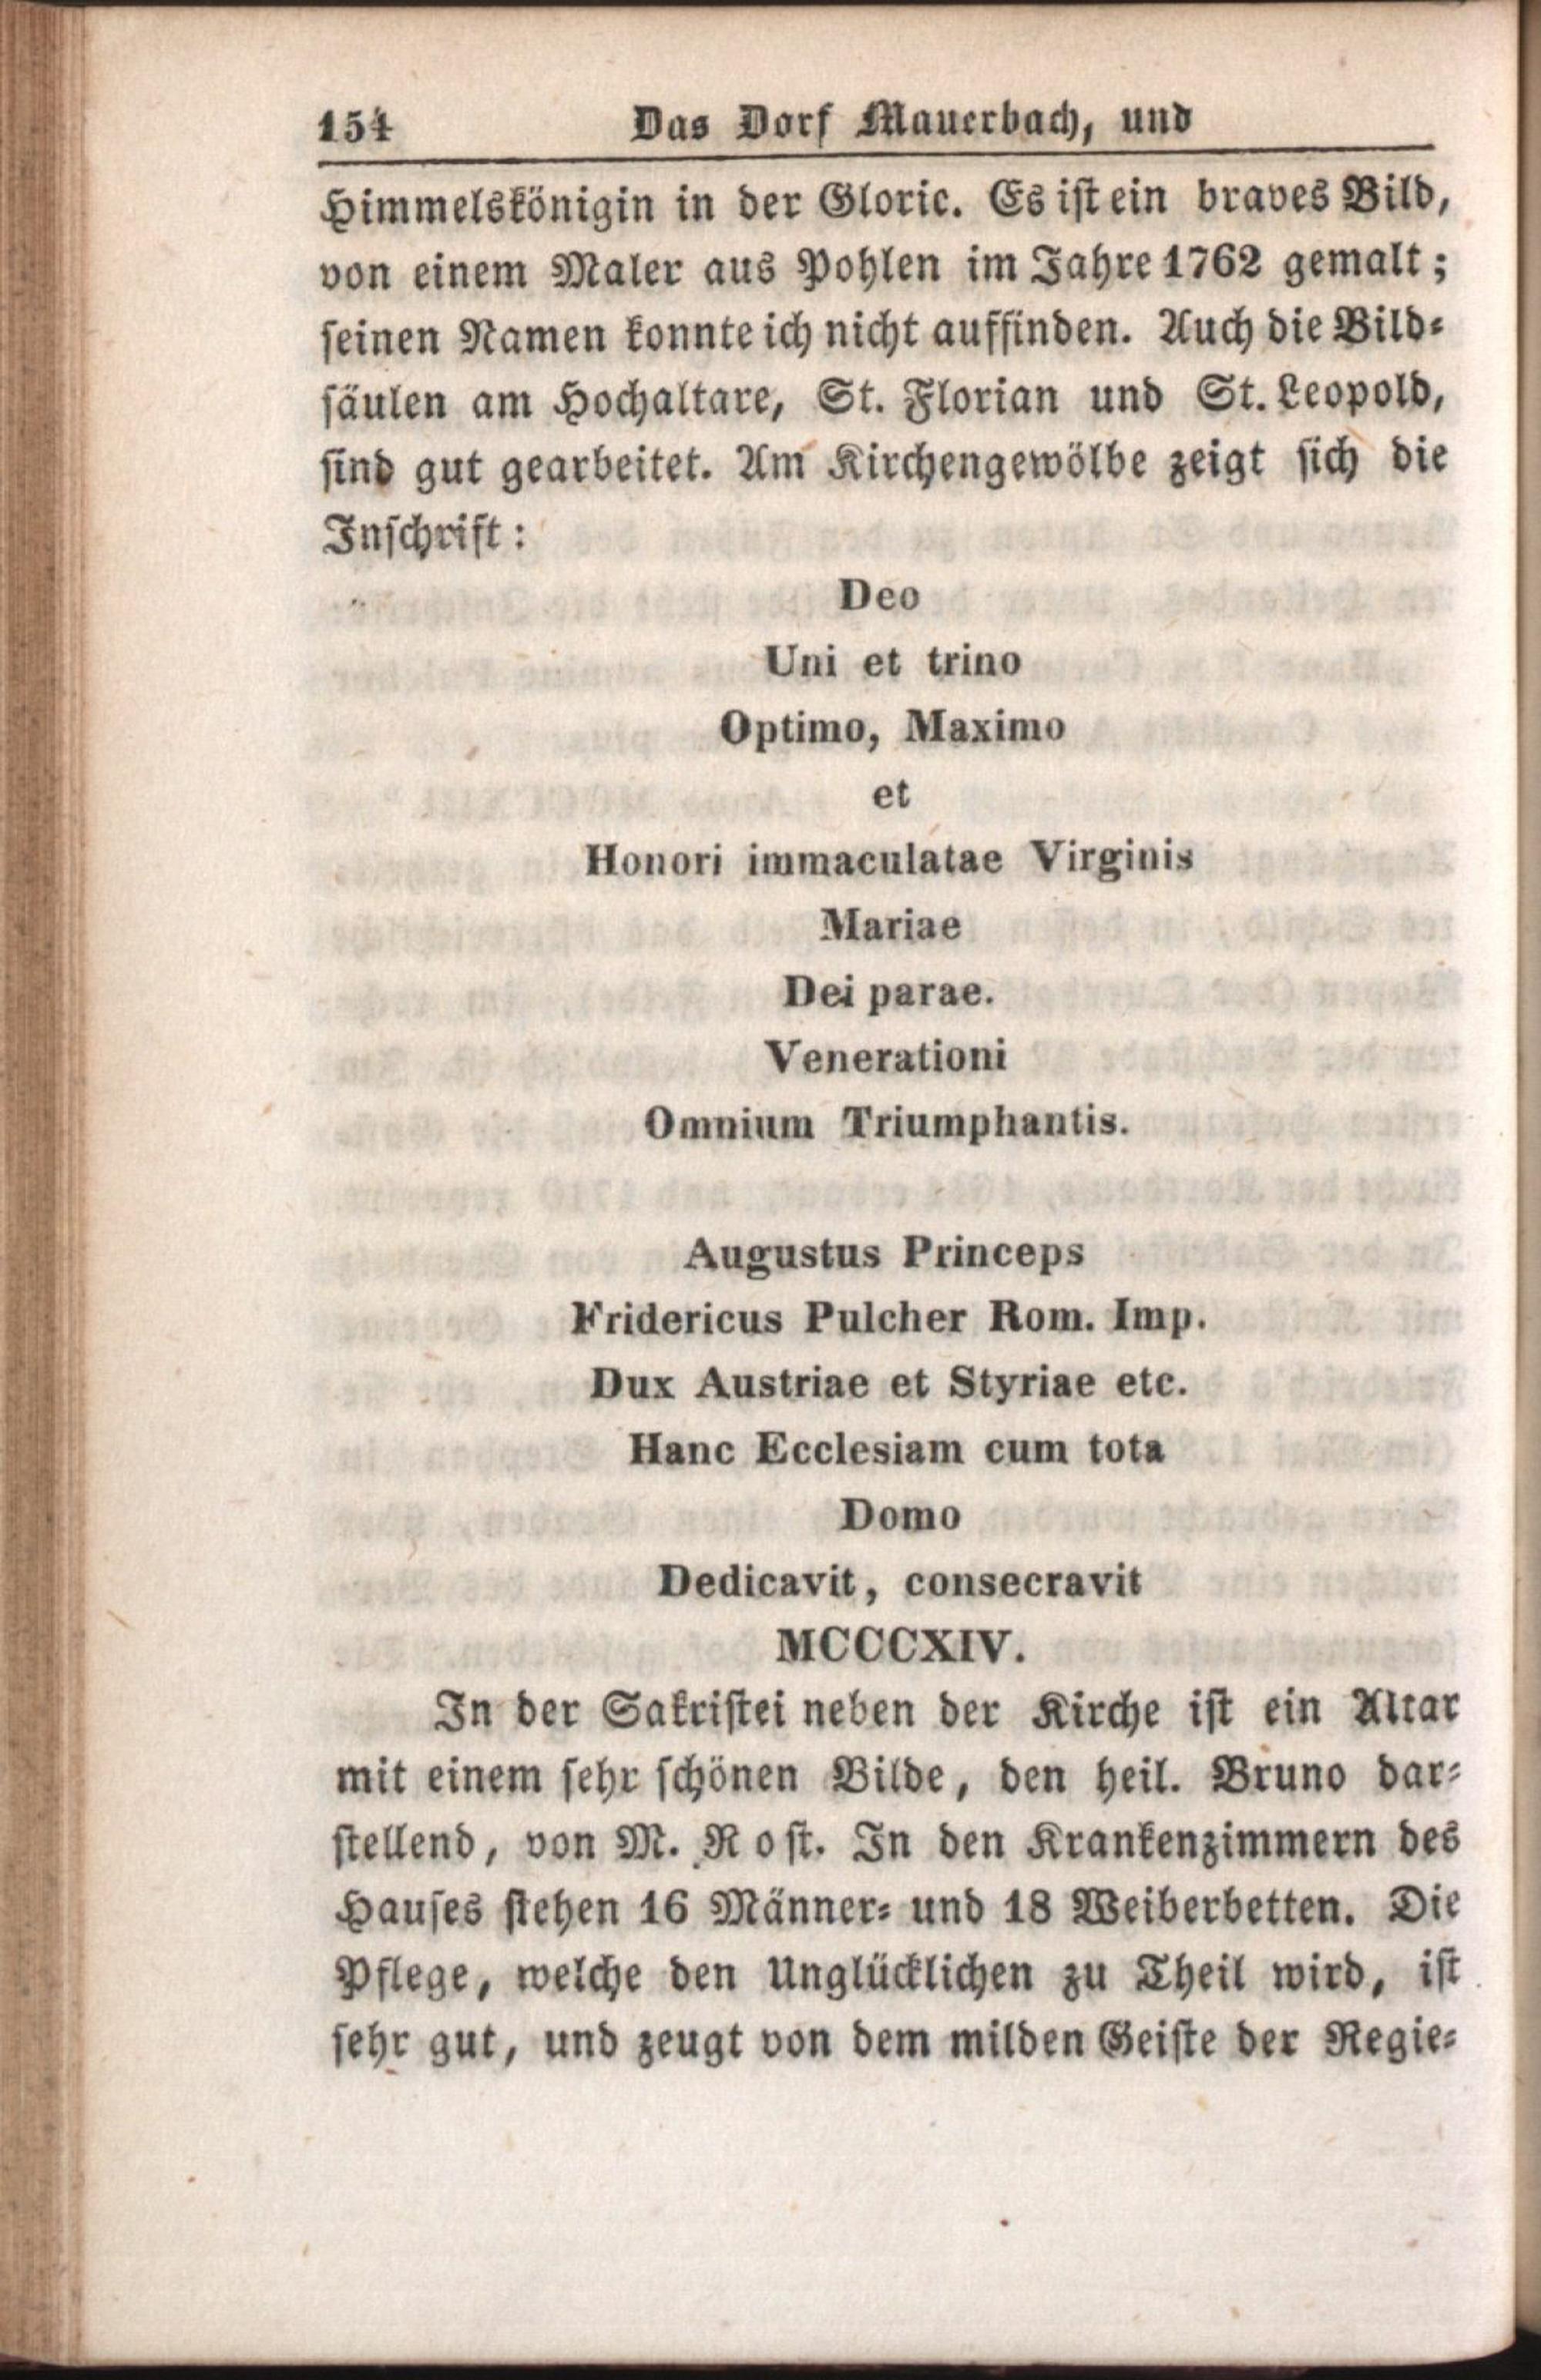 154 Das Dorf Mauerbach, und
Himmelskönigin in der Glorie. Es ist ein braves Bild,
von einem Maler aus Pohlen im Jahre 1762 gemalt;
seinen Namen konnte ich nicht auffinden. Auch die Bild-
säulen am Hochaltare, St. Florian und St. Leopold,
sind gut gearbeitet. Am Kirchengewölbe zeigt sich die
Inschrift:
Deo
Uni et trino
Optimo, Maximo
et
Honori immaculatae Virginis
Mariae
Dei parae.
Venerationi
Omnium Triumphantis.
Augustus Princeps
Fridericus Pulcher Rom. Imp.
Dux Austriae et Styriae etc.
Hanc Ecclesiam cum tota
Domo
Dedicavit, consecravit
MCCCXIV.
In der Sakristei neben der Kirche ist ein Altar
mit einem sehr schönen Bilde, den heil. Bruno dar-
stellend, von M. Rost. In den Krankenzimmern des
Hauses stehen 16 Männer- und 18 Weiberbetten. Die
Pflege, welche den Unglücklichen zu Theil wird, ist
sehr gut, und zeugt von dem milden Geiste der Regie-